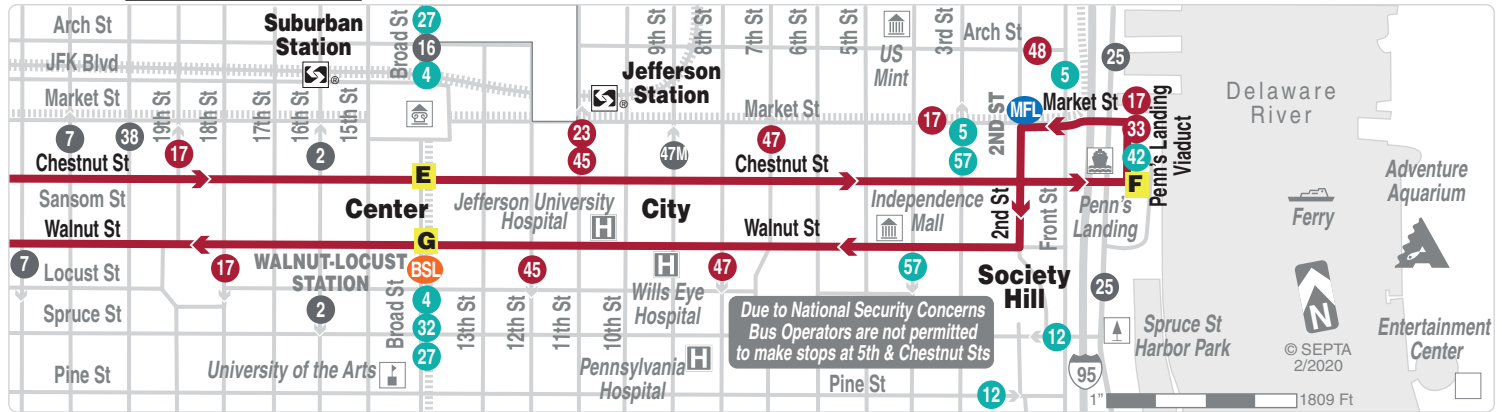 Arch St
JFK Blvd
Market St
7
38
Chestnut St
Sansom St
Walnut St
7
Locust St
Spruce St
Pine St
19th St
17
18th St
17th St
16th St
2
15th St
Suburban
Station
®
Broad St
27
16
4
E
Center
G
17
WALNUT-LOCUST
STATION
BSL
2
Broad St
4
32
27
University of the Arts
Jefferson
Station
®
23
45
Jefferson University
Hospital
H
City
45
13th St
12th St
11th St
10th St
9th St
8th St
7th St
6th St
5th St
3rd St
47M
Market St
47
Chestnut St
Walnut St
H
Wills Eye
Hospital
47
Pennsylvania
Hospital
H
US
Mint
Arch St
48
5
25
17
5
57
2ND ST
MFL
Market St
17
33
42
F
Penn's Landing
Viaduct
Independence
Mall
2nd St
Front St
Penn's
Landing
57
Society
Hill
25
Due to National Security Concerns
Bus Operators are not permitted
to make stops at 5th & Chestnut Sts
12
Pine St
12
95
Spruce St
Harbor Park
Delaware
River
Ferry
Adventure
Aquarium
N
Entertainment
Center
© SEPTA
2/2020
1"
1809 Ft